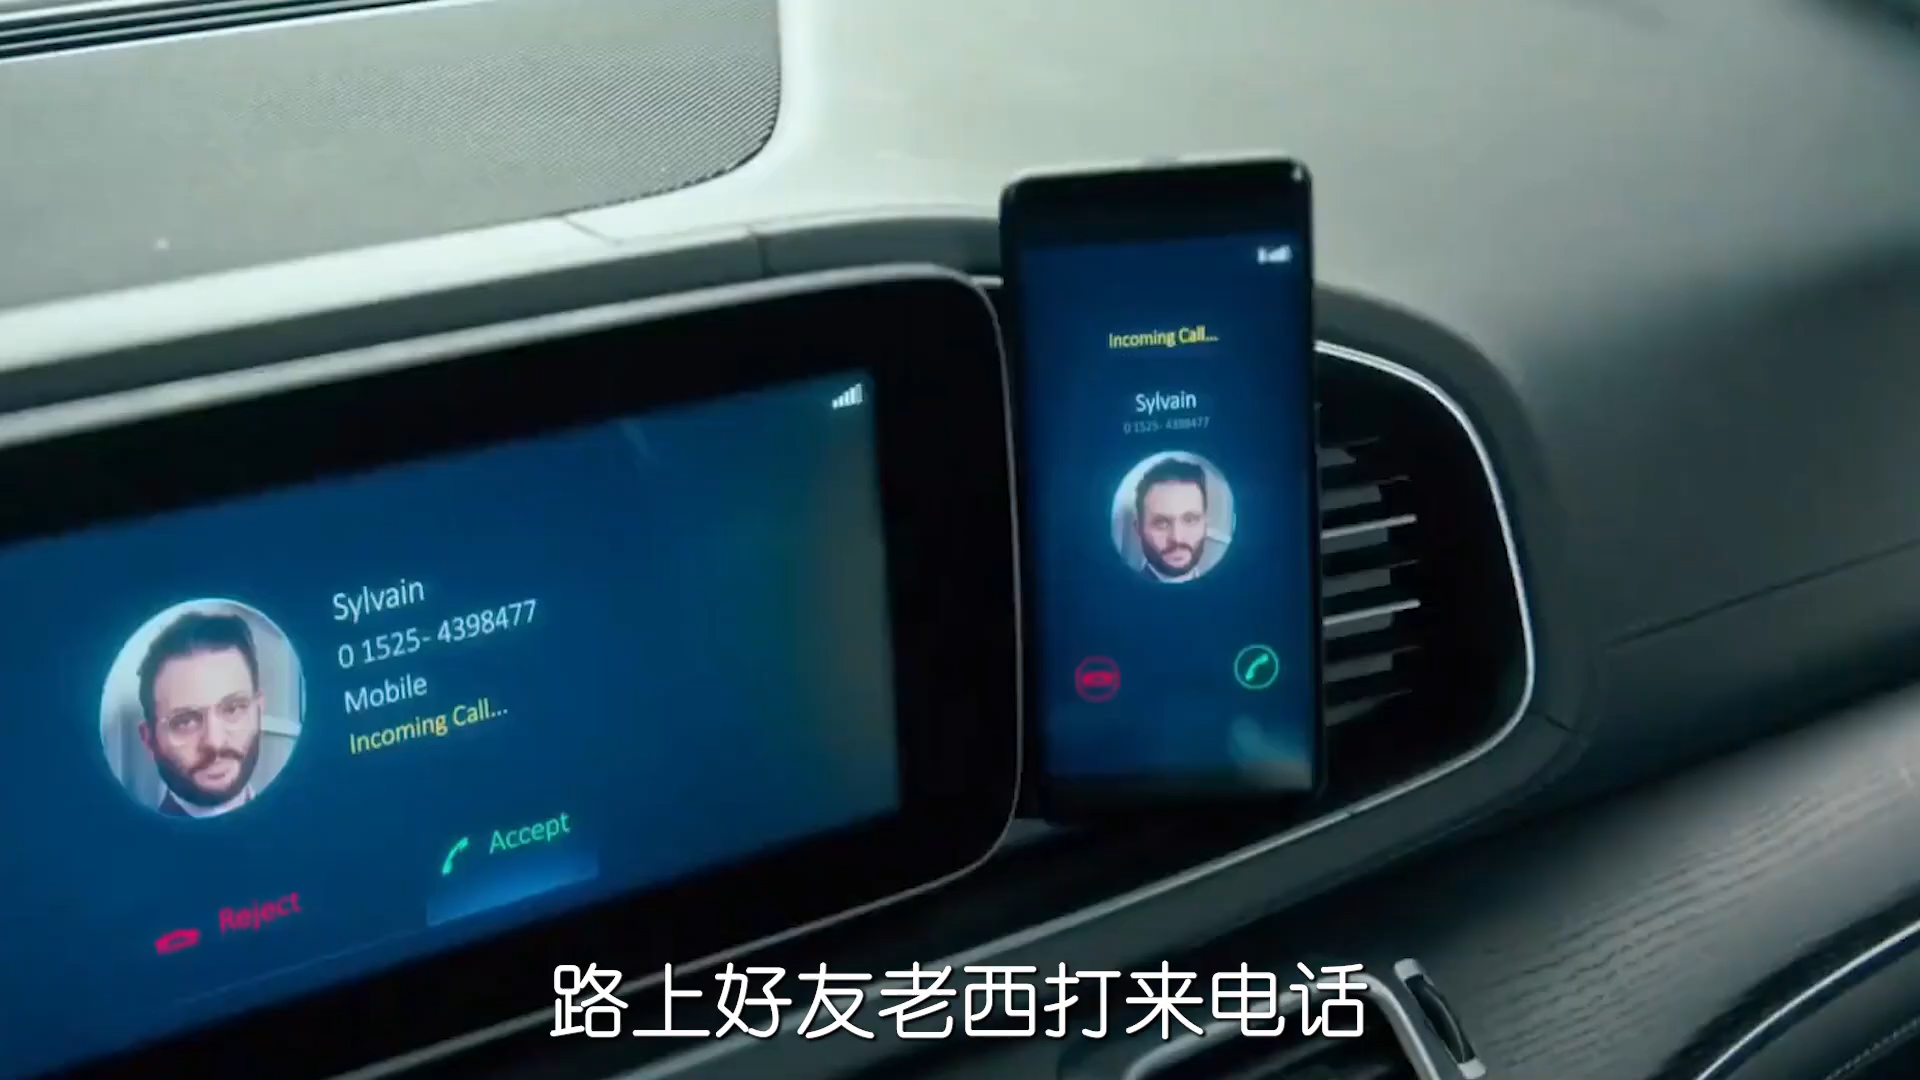 Sylvain
0 1525- 4398477
Mobile
Incoming Call...
Accept
Reject
Incoming Call...
Sylvain
0 1525- 4398477
路上好友老西打来电话